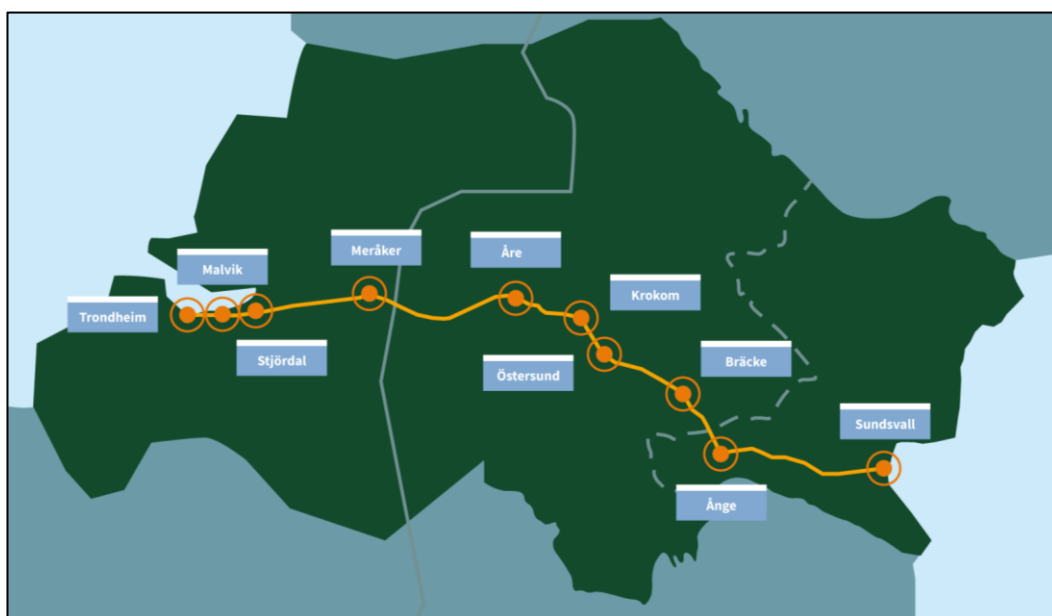 Meråker
Åre
Malvik
Krokom
Trondheim
Stjördal
Östersund
Bräcke
Sundsvall
Ånge